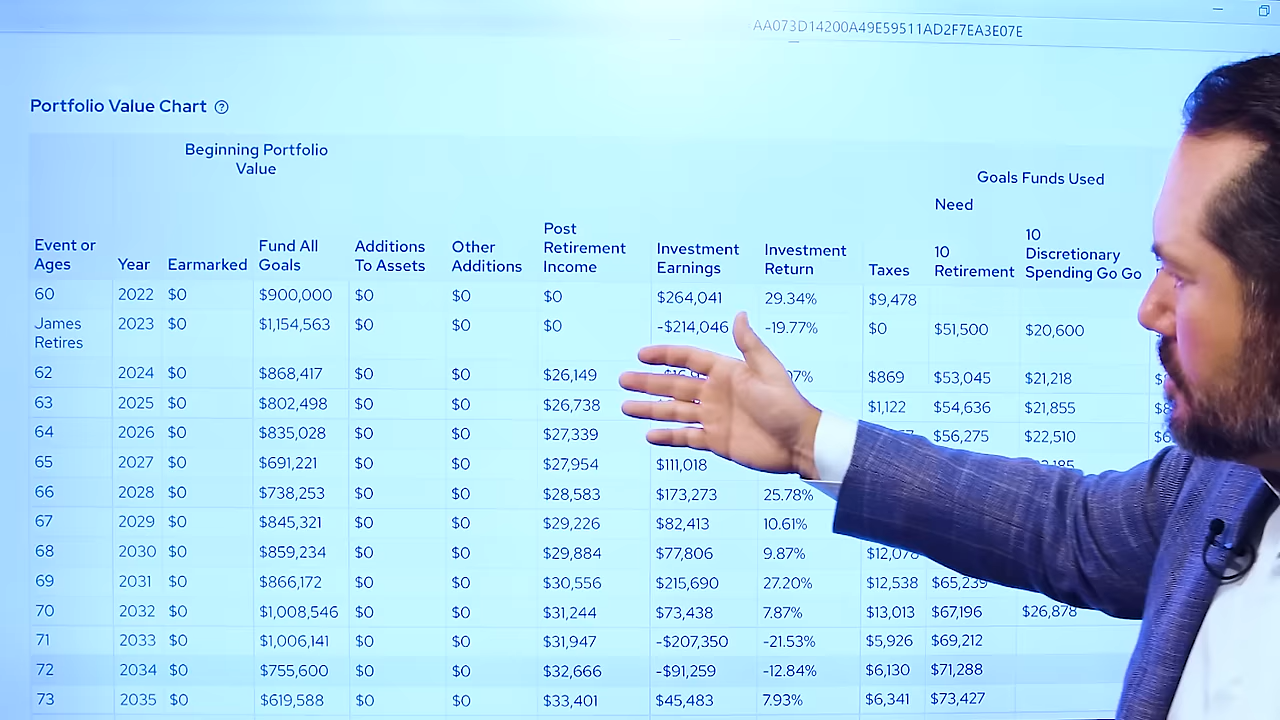 AA073D14200A49E59511AD2F7EA3E07E
Portfolio Value Chart ?
Beginning Portfolio
Value
Goals Funds Used
Need
Event or Ages Year Earmarked Fund All Goals Additions To Assets Other Additions Post Retirement Income Investment Earnings Investment Return Taxes 10 Retirement 10 Discretionary Spending Go Go
60 2022 $0 $900,000 $0 $0 $0 $264,041 29.34% $9,478
James Retires 2023 $0 $1,154,563 $0 $0 $0 -$214,046 -19.77% $0 $51,500 $20,600
62 2024 $0 $868,417 $0 $0 $26,149 $869 $53,045 $21,218
63 2025 $0 $802,498 $0 $0 $26,738 $1,122 $54,636 $21,855
64 2026 $0 $835,028 $0 $0 $27,339 $56,275 $22,510
65 2027 $0 $691,221 $0 $0 $27,954 $111,018
66 2028 $0 $738,253 $0 $0 $28,583 $173,273 25.78%
67 2029 $0 $845,321 $0 $0 $29,226 $82,413 10.61%
68 2030 $0 $859,234 $0 $0 $29,884 $77,806 9.87% $12,078
69 2031 $0 $866,172 $0 $0 $30,556 $215,690 27.20% $12,538 $65,239
70 2032 $0 $1,008,546 $0 $0 $31,244 $73,438 7.87% $13,013 $67,196 $26,878
71 2033 $0 $1,006,141 $0 $0 $31,947 -$207,350 -21.53% $5,926 $69,212
72 2034 $0 $755,600 $0 $0 $32,666 -$91,259 -12.84% $6,130 $71,288
73 2035 $0 $619,588 $0 $0 $33,401 $45,483 7.93% $6,341 $73,427